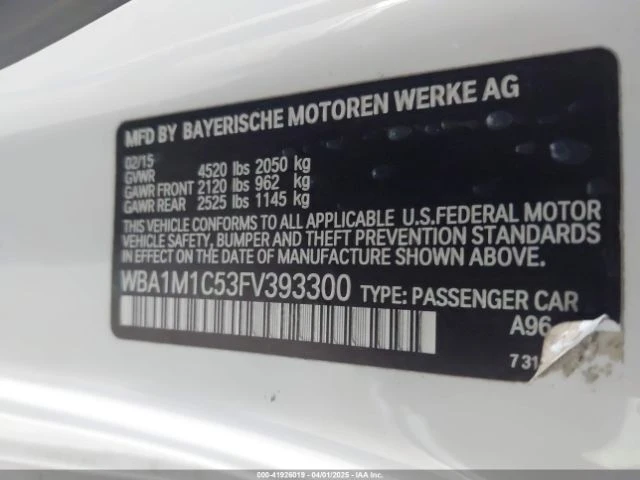 MFD BY BAYERISCHE MOTOREN WERKE AG
02/15
GVWR 4520 lbs 2050 kg
GAWR FRONT 2120 lbs 962 kg
GAWR REAR 2525 lbs 1145 kg
THIS VEHICLE CONFORMS TO ALL APPLICABLE U.S.FEDERAL MOTOR
VEHICLE SAFETY, BUMPER AND THEFT PREVENTION STANDARDS
IN EFFECT ON THE DATE OF MANUFACTURE SHOWN ABOVE.
WBA1M1C53FV393300 TYPE: PASSENGER CAR
A96
731
000-41926019 - 04/01/2025 - IAA Inc.